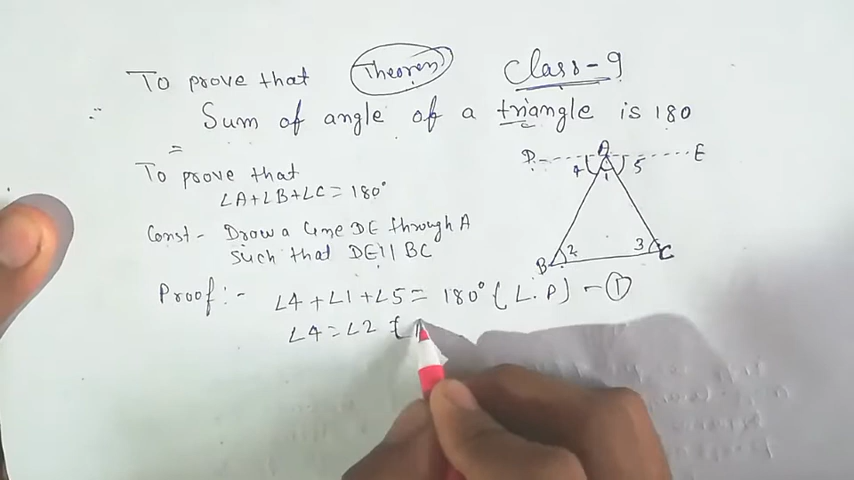 To prove that Theorem Class-9
∴ Sum of angle of a triangle is 180
=
To prove that
∠A+∠B+∠C=180°
Const- Draw a line DE through A
such that DE||BC
Proof:- ∠4+∠1+∠5=180° (L.P) -①
∠4=∠2 {
D A E
4 1 5
B 2 3 C